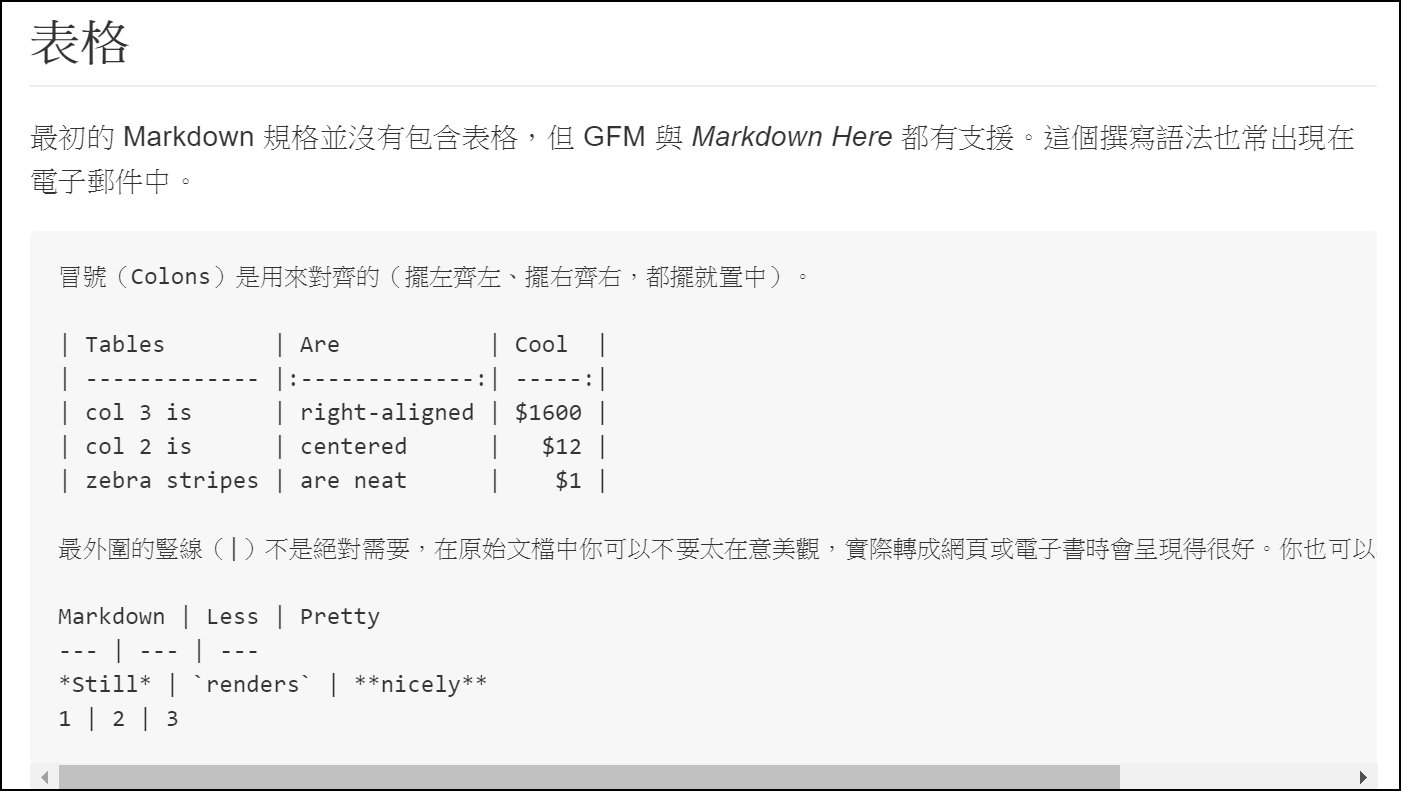 表格
最初的 Markdown 規格並沒有包含表格，但 GFM 與 Markdown Here 都有支援。這個撰寫語法也常出現在
電子郵件中。
冒號（Colons）是用來對齊的（擺左齊左、擺右齊右，都擺就置中）。
| Tables        | Are           | Cool  |
| ------------- |:-------------:| -----:|
| col 3 is      | right-aligned | $1600 |
| col 2 is      | centered      |   $12 |
| zebra stripes | are neat      |    $1 |
最外圍的豎線（|）不是絕對需要，在原始文檔中你可以不要太在意美觀，實際轉成網頁或電子書時會呈現得很好。你也可以
Markdown | Less | Pretty
--- | --- | ---
*Still* | `renders` | **nicely**
1 | 2 | 3